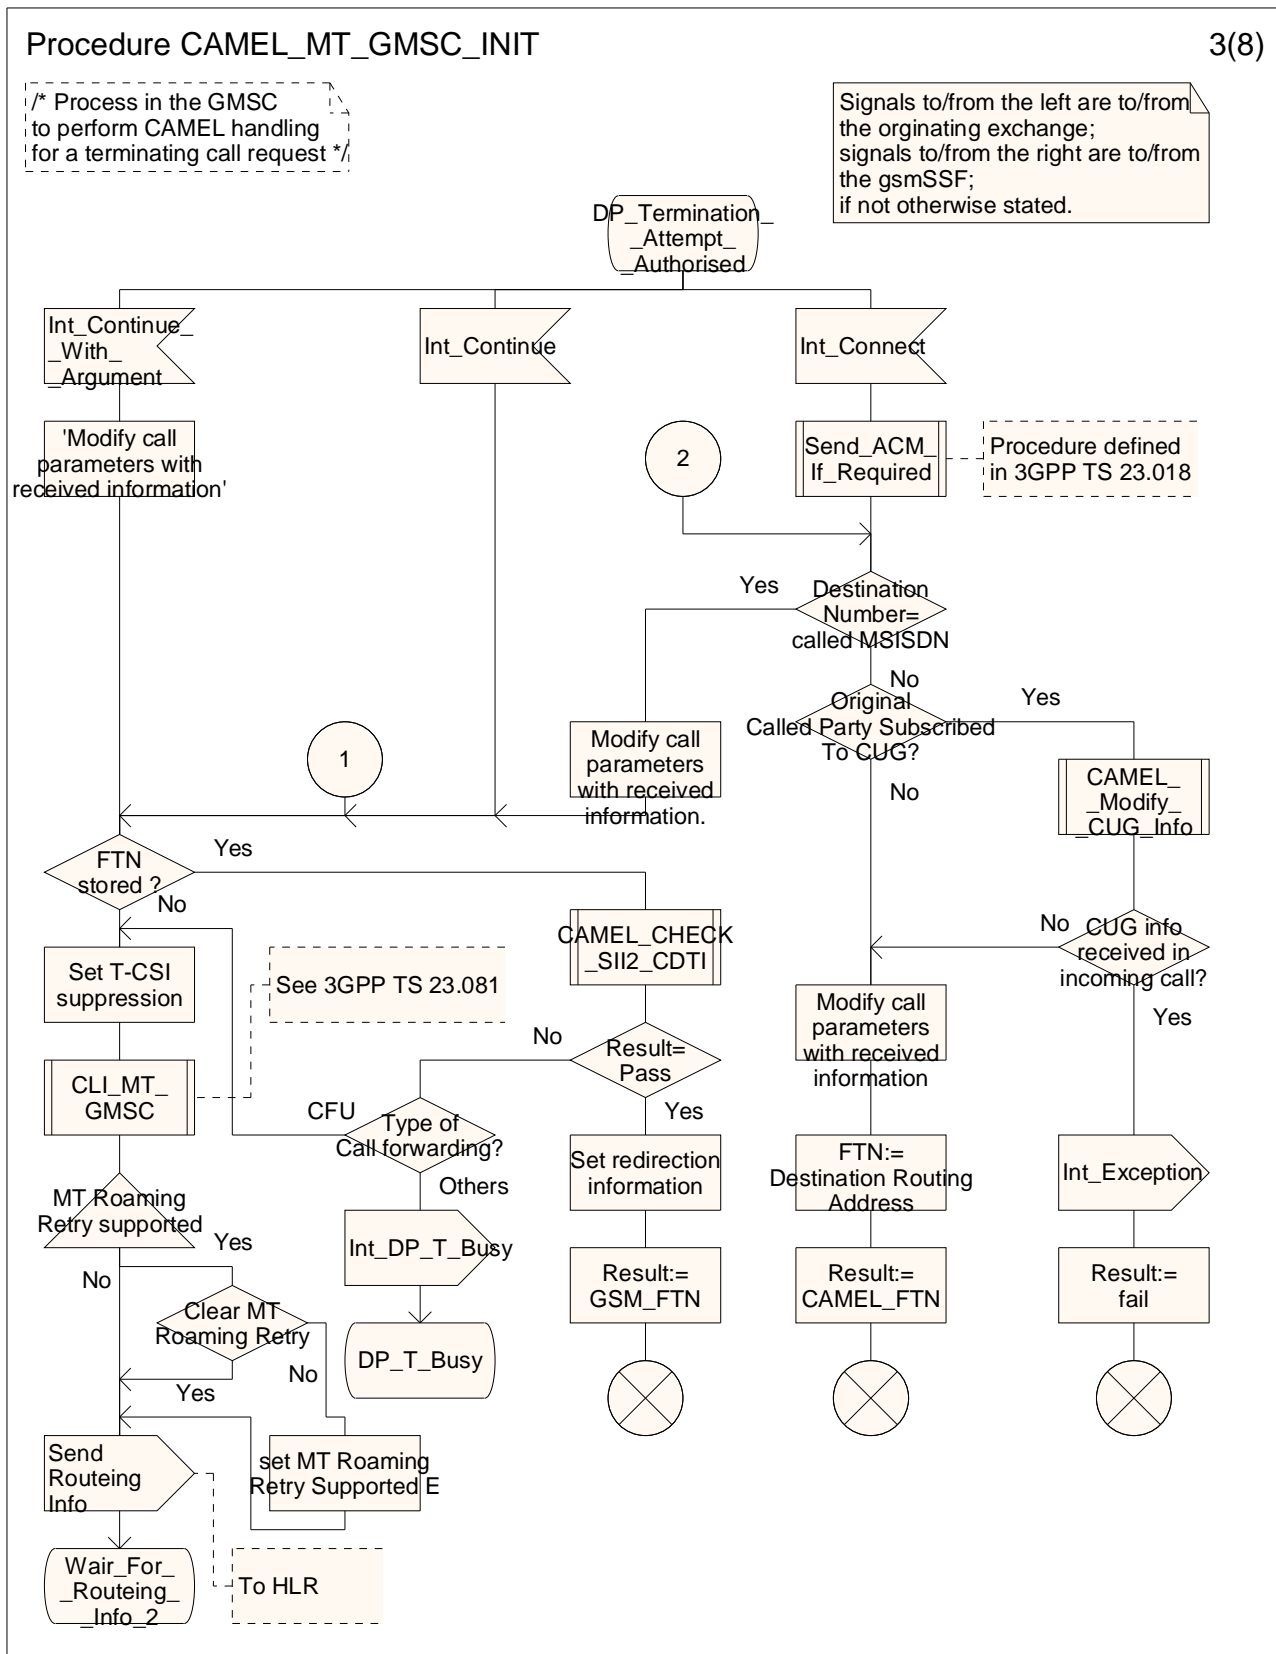 Procedure CAMEL_MT_GMSC_INIT
3(8)
/* Process in the GMSC
to perform CAMEL handling
for a terminating call request */
Signals to/from the left are to/from
the orginating exchange;
signals to/from the right are to/from
the gsmSSF;
if not otherwise stated.
DP_Termination_
_Attempt_
_Authorised
Int_Continue_
_With_
_Argument
Int_Continue
Int_Connect
'Modify call
parameters with
received information'
2
Send_ACM_
If_Required
Procedure defined
in 3GPP TS 23.018
Yes
Destination
Number=
called MSISDN
No
Original
Called Party Subscribed
To CUG?
Yes
No
1
Modify call
parameters
with received
information.
CAMEL_
_Modify_
_CUG_Info
FTN
stored ?
Yes
No
CAMEL_CHECK
_SII2_CDTI
No
CUG info
received in
incoming call?
Yes
Set T-CSI
suppression
See 3GPP TS 23.081
Modify call
parameters
with received
information
No
Result=
Pass
Yes
CLI_MT_
GMSC
CFU
Type of
Call forwarding?
Others
Set redirection
information
FTN:=
Destination Routing
Address
Int_Exception
MT Roaming
Retry supported
Yes
No
Int_DP_T_Busy
Result:=
GSM_FTN
Result:=
CAMEL_FTN
Result:=
fail
Clear MT
Roaming Retry
No
Yes
DP_T_Busy
Send
Routeing
Info
set MT Roaming
Retry Supported E
Wair_For_
_Routeing_
_Info_2
To HLR